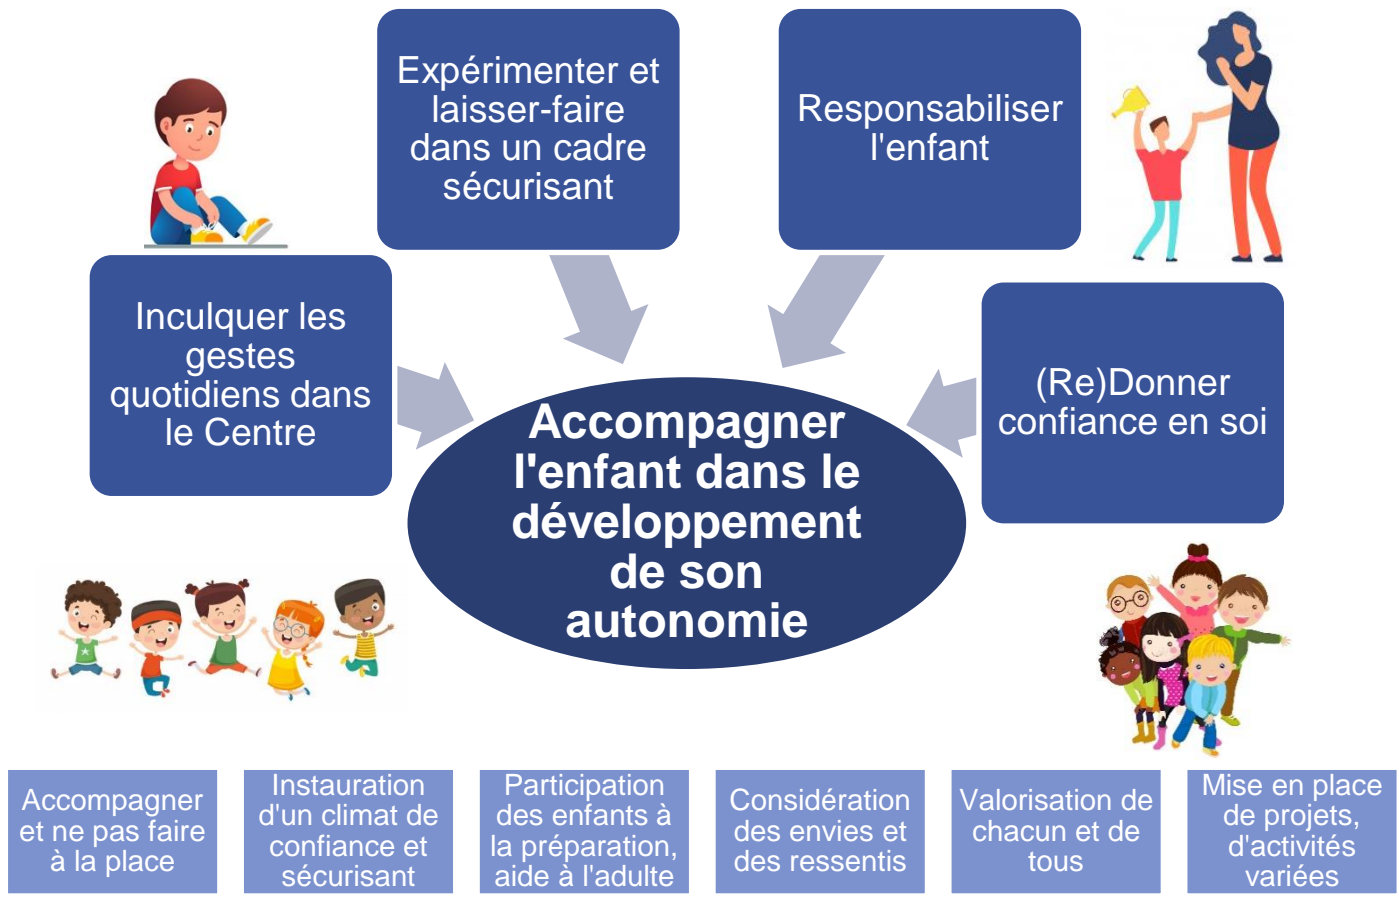 Expérimenter et
laisser-faire
dans un cadre
sécurisant
Responsabiliser
l'enfant
Inculquer les
gestes
quotidiens dans
le Centre
(Re)Donner
confiance en soi
Accompagner
l'enfant dans le
développement
de son
autonomie
Accompagner
et ne pas faire
à la place
Instauration
d'un climat de
confiance et
sécurisant
Participation
des enfants à
la préparation,
aide à l'adulte
Considération
des envies et
des ressentis
Valorisation de
chacun et de
tous
Mise en place
de projets,
d'activités
variées